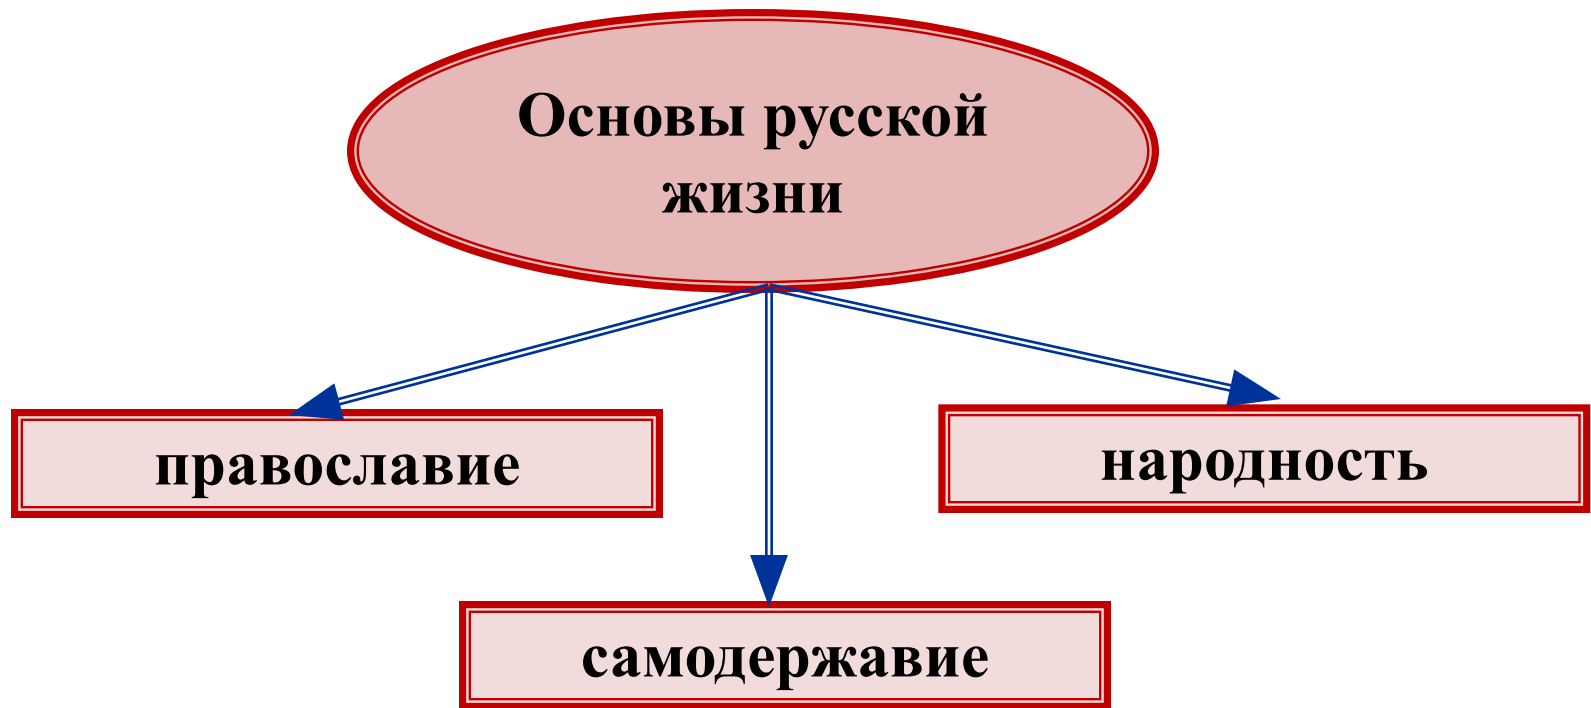 Основы русской
жизни
православие
народность
самодержавие